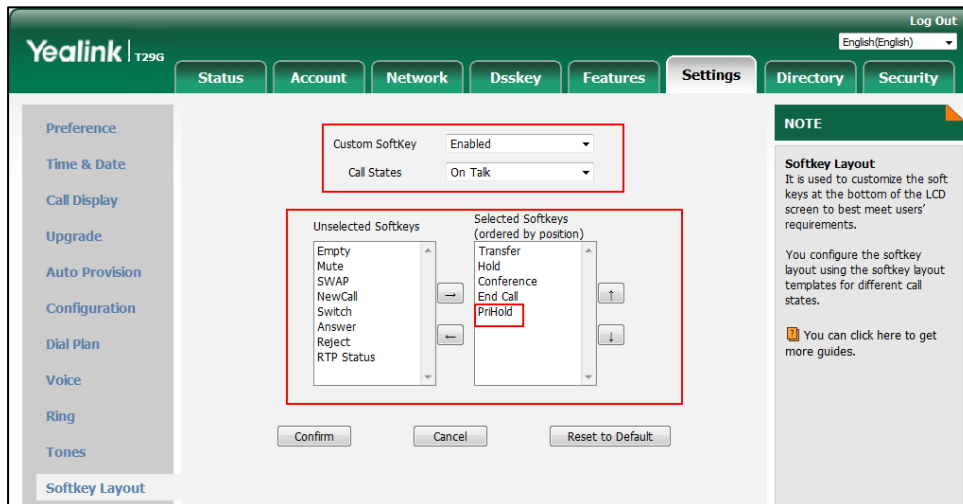 Log Out
Yealink | T29G
English(English)
Status
Account
Network
Dsskey
Features
Settings
Directory
Security
Preference
Time & Date
Call Display
Upgrade
Auto Provision
Configuration
Dial Plan
Voice
Ring
Tones
Softkey Layout
Custom SoftKey
Enabled
Call States
On Talk
Unselected Softkeys
Empty
Mute
SWAP
NewCall
Switch
Answer
Reject
RTP Status
→
←
Selected Softkeys
(ordered by position)
Transfer
Hold
Conference
End Call
PriHold
↑
↓
Confirm
Cancel
Reset to Default
NOTE
Softkey Layout
It is used to customize the soft
keys at the bottom of the LCD
screen to best meet users'
requirements.
You configure the softkey
layout using the softkey layout
templates for different call
states.
You can click here to get
more guides.